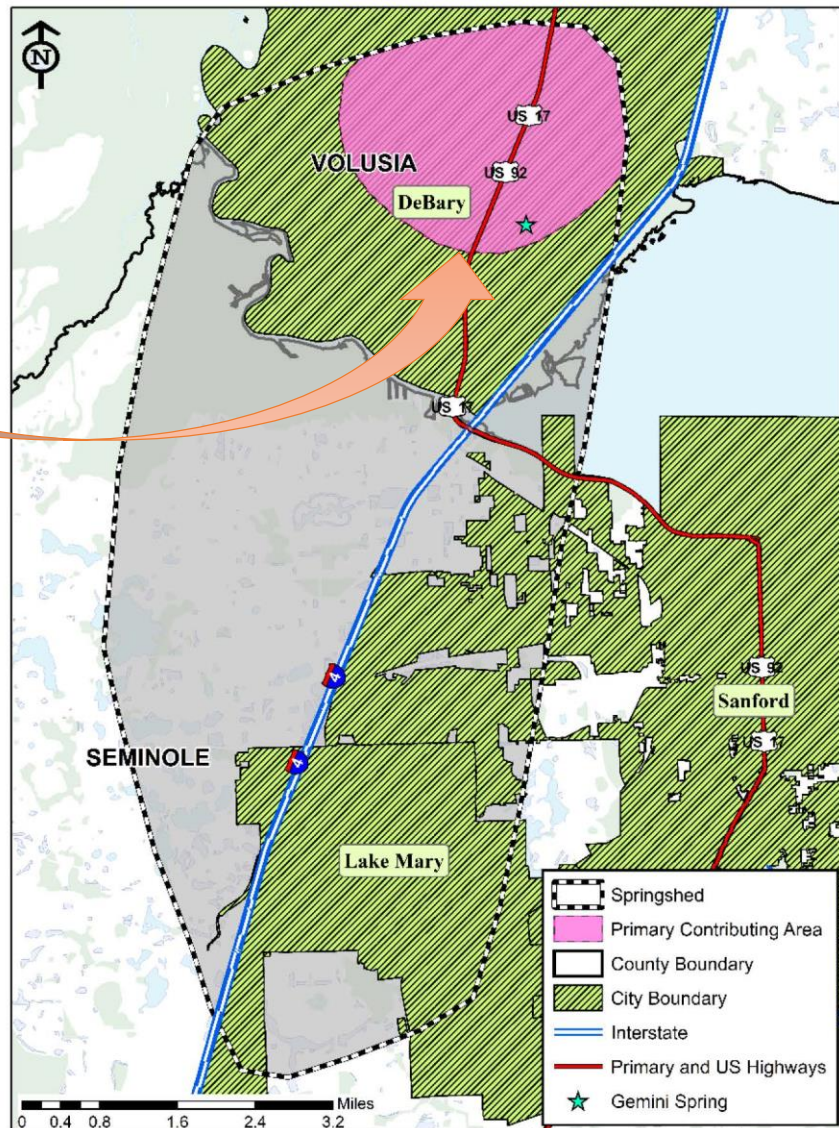 N
US 17
VOLUSIA
US 92
DeBary
US 17
US 92
4
Sanford
US 17
SEMINOLE
4
Lake Mary
Springshed
Primary Contributing Area
County Boundary
City Boundary
Interstate
Primary and US Highways
Gemini Spring
Miles
0 0.4 0.8 1.6 2.4 3.2